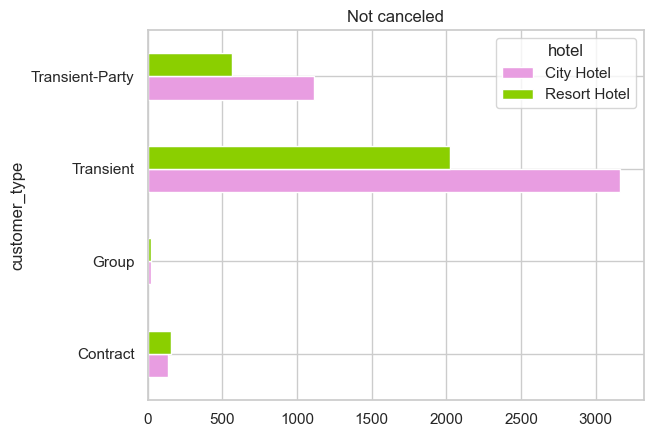 Not canceled
hotel
City Hotel
Resort Hotel
customer_type
Transient-Party
Transient
Group
Contract
0 500 1000 1500 2000 2500 3000